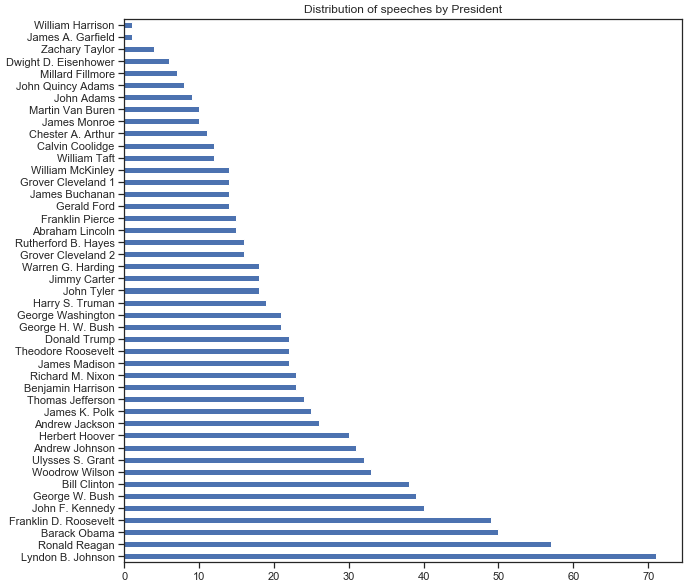 Distribution of speeches by President
William Harrison
James A. Garfield
Zachary Taylor
Dwight D. Eisenhower
Millard Fillmore
John Quincy Adams
John Adams
Martin Van Buren
James Monroe
Chester A. Arthur
Calvin Coolidge
William Taft
William McKinley
Grover Cleveland 1
James Buchanan
Gerald Ford
Franklin Pierce
Abraham Lincoln
Rutherford B. Hayes
Grover Cleveland 2
Warren G. Harding
Jimmy Carter
John Tyler
Harry S. Truman
George Washington
George H. W. Bush
Donald Trump
Theodore Roosevelt
James Madison
Richard M. Nixon
Benjamin Harrison
Thomas Jefferson
James K. Polk
Andrew Jackson
Herbert Hoover
Andrew Johnson
Ulysses S. Grant
Woodrow Wilson
Bill Clinton
George W. Bush
John F. Kennedy
Franklin D. Roosevelt
Barack Obama
Ronald Reagan
Lyndon B. Johnson
0 10 20 30 40 50 60 70